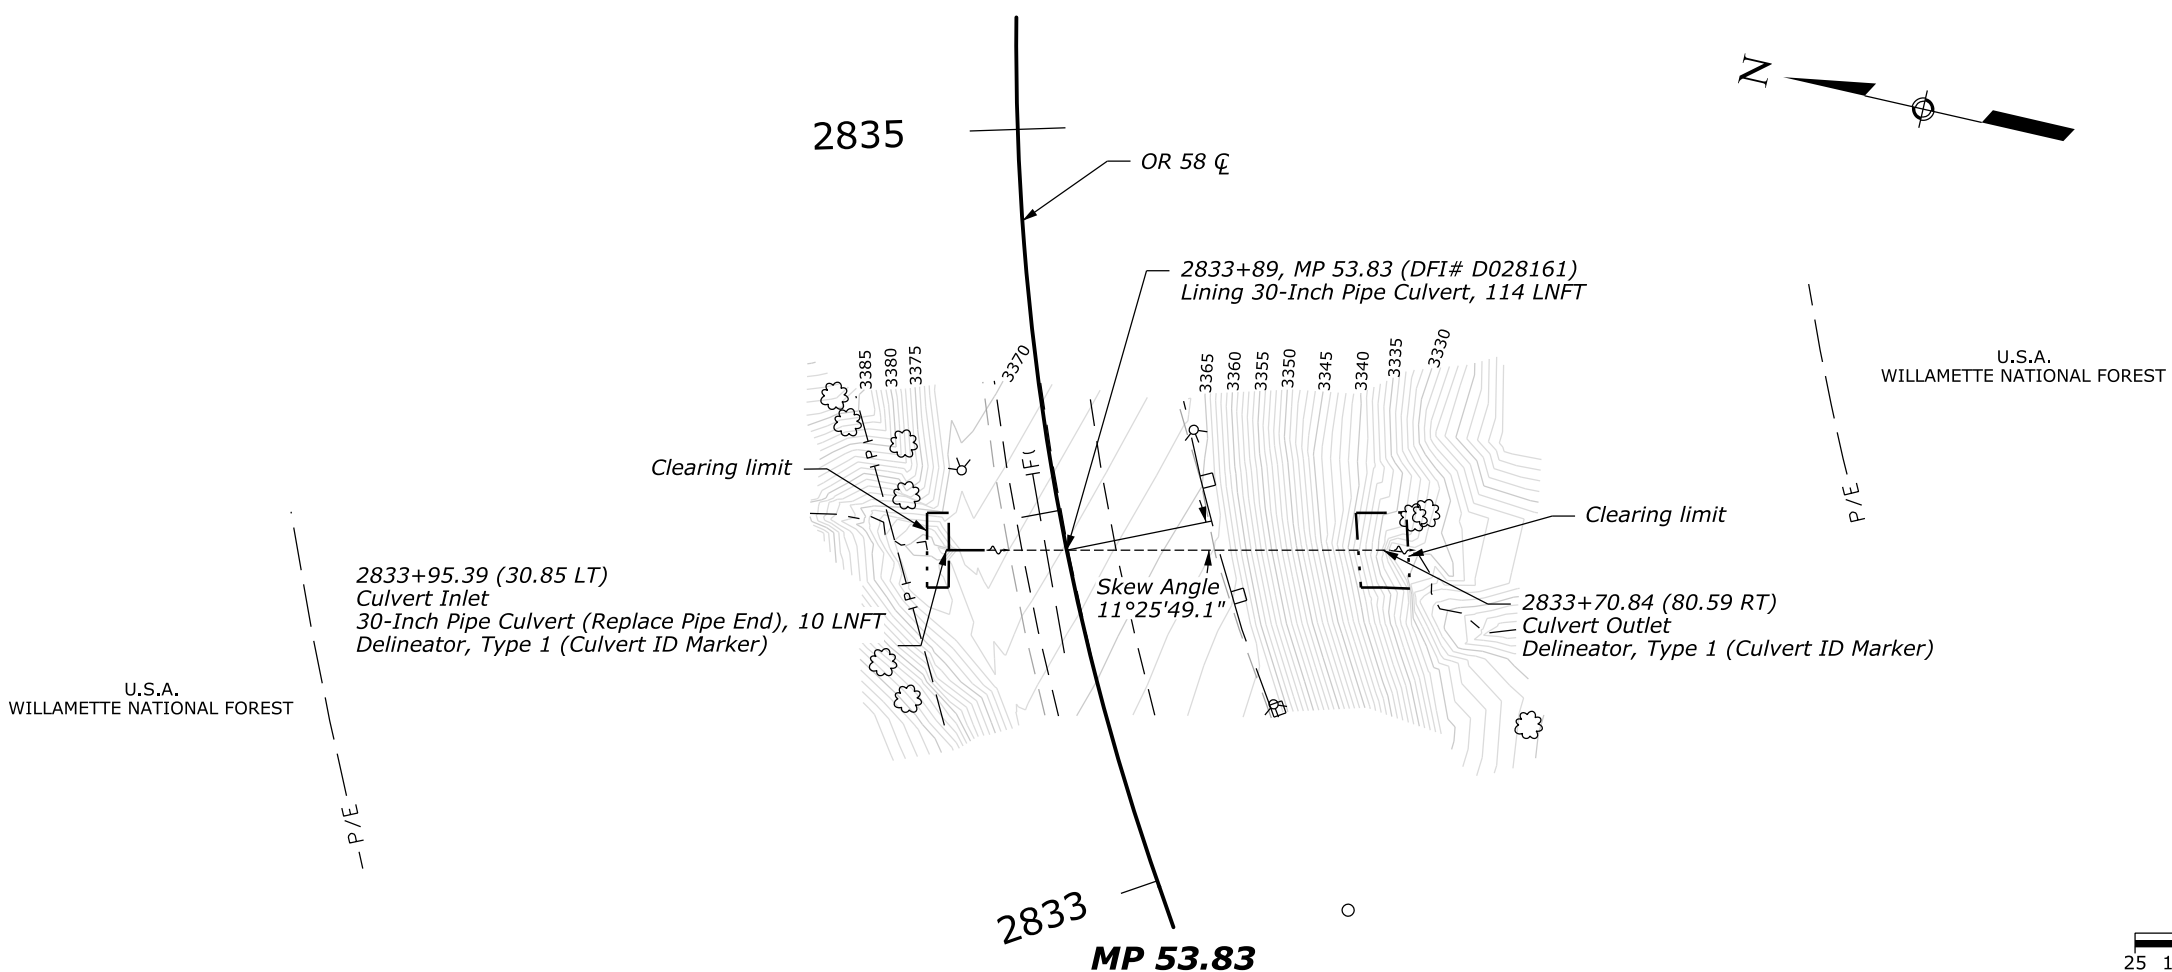 N
2835
OR 58 ℄
2833+89, MP 53.83 (DFI# D028161)
Lining 30-Inch Pipe Culvert, 114 LNFT
3385
3380
3375
3370
3365
3360
3355
3350
3345
3340
3335
3330
U.S.A.
WILLAMETTE NATIONAL FOREST
Clearing limit
P/E
Clearing limit
2833+95.39 (30.85 LT)
Culvert Inlet
30-Inch Pipe Culvert (Replace Pipe End), 10 LNFT
Delineator, Type 1 (Culvert ID Marker)
Skew Angle
11°25'49.1"
2833+70.84 (80.59 RT)
Culvert Outlet
Delineator, Type 1 (Culvert ID Marker)
U.S.A.
WILLAMETTE NATIONAL FOREST
P/E
2833
MP 53.83
25